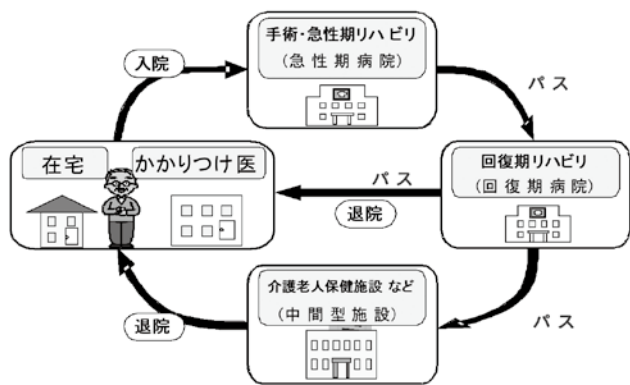 手術・急性期リハビリ
(急性期病院)
入院
パス
在宅
かかりつけ医
回復期リハビリ
(回復期病院)
パス
退院
介護老人保健施設 など
(中間型施設)
退院
パス